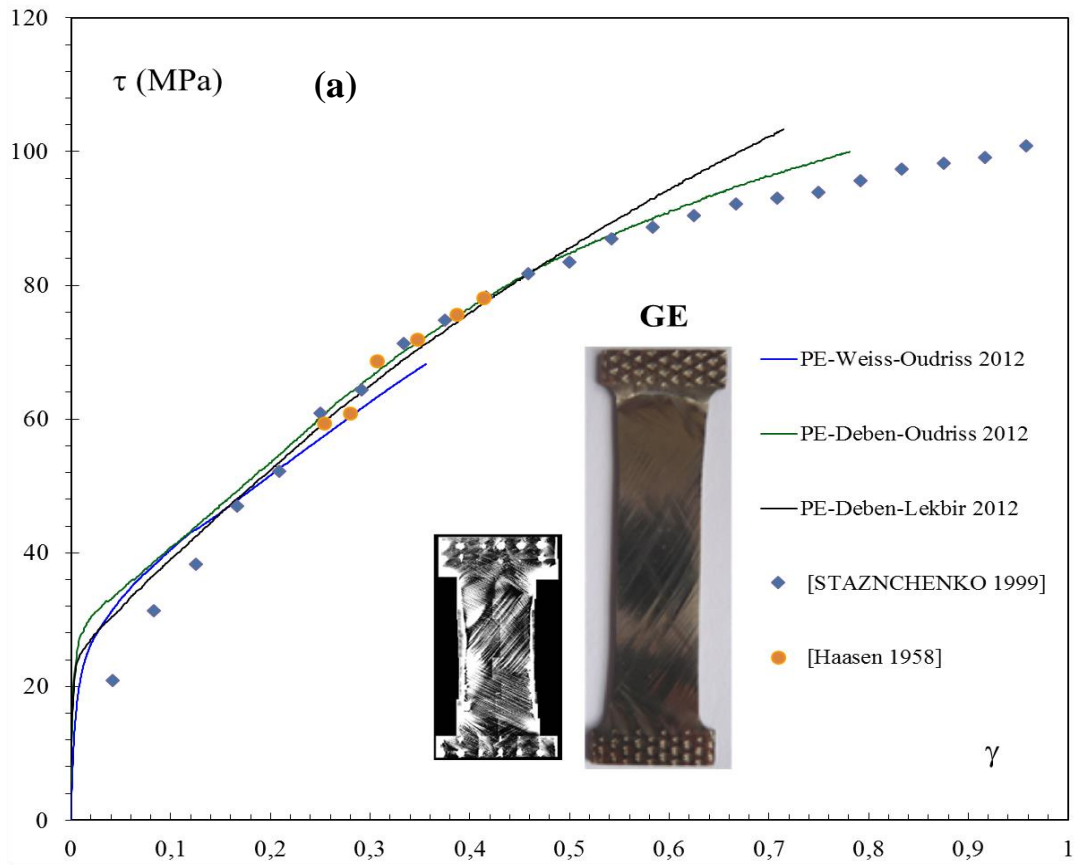 120
τ (MPa)
(a)
100
80
GE
60
PE-Weiss-Oudriss 2012
PE-Deben-Oudriss 2012
PE-Deben-Lekbir 2012
40
[STAZNCHENKO 1999]
[Haasen 1958]
20
γ
0
0 0,1 0,2 0,3 0,4 0,5 0,6 0,7 0,8 0,9 1